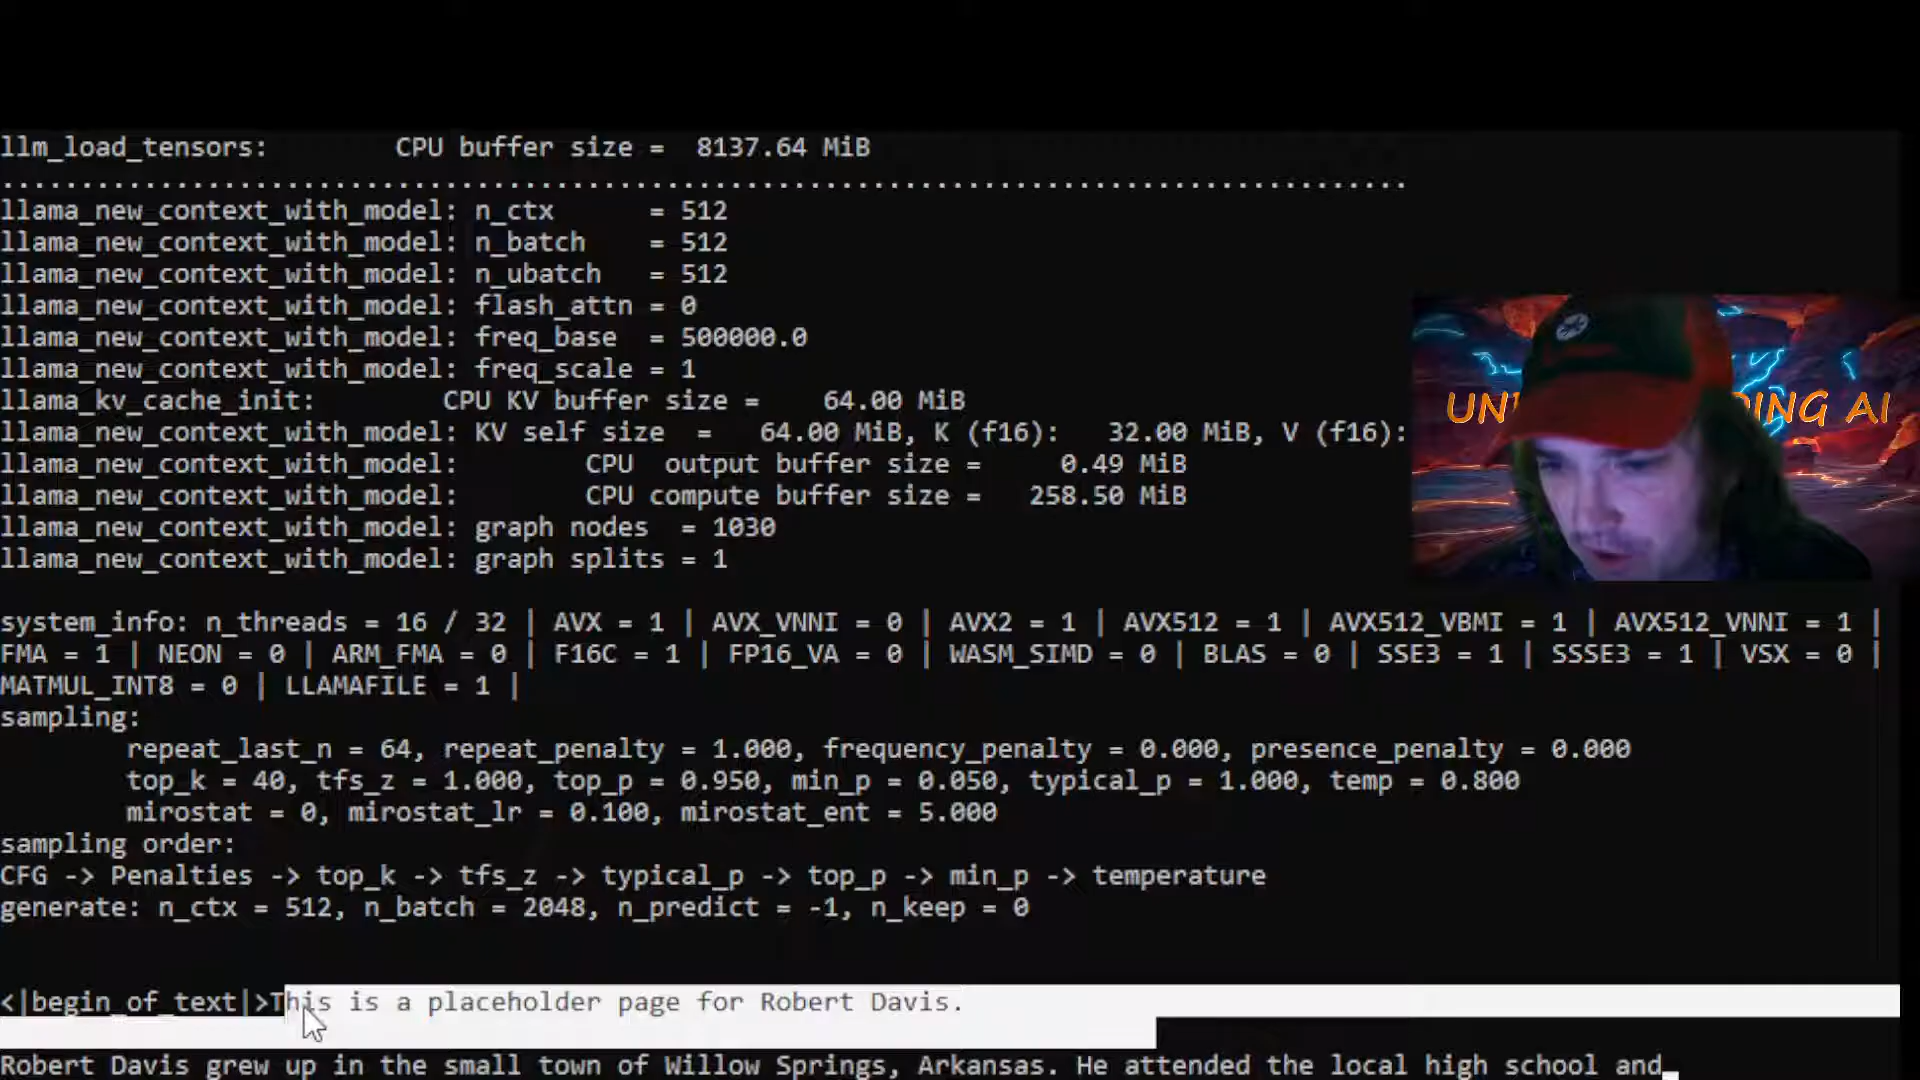 llm_load_tensors:        CPU buffer size =  8137.64 MiB
.........................................................................................
llama_new_context_with_model: n_ctx      = 512
llama_new_context_with_model: n_batch    = 512
llama_new_context_with_model: n_ubatch   = 512
llama_new_context_with_model: flash_attn = 0
llama_new_context_with_model: freq_base  = 500000.0
llama_new_context_with_model: freq_scale = 1
llama_kv_cache_init:        CPU KV buffer size =    64.00 MiB
llama_new_context_with_model: KV self size  =   64.00 MiB, K (f16):   32.00 MiB, V (f16):
llama_new_context_with_model:        CPU  output buffer size =     0.49 MiB
llama_new_context_with_model:        CPU compute buffer size =   258.50 MiB
llama_new_context_with_model: graph nodes  = 1030
llama_new_context_with_model: graph splits = 1
UN DING AI
system_info: n_threads = 16 / 32 | AVX = 1 | AVX_VNNI = 0 | AVX2 = 1 | AVX512 = 1 | AVX512_VBMI = 1 | AVX512_VNNI = 1 |
FMA = 1 | NEON = 0 | ARM_FMA = 0 | F16C = 1 | FP16_VA = 0 | WASM_SIMD = 0 | BLAS = 0 | SSE3 = 1 | SSSE3 = 1 | VSX = 0 |
MATMUL_INT8 = 0 | LLAMAFILE = 1 |
sampling:
        repeat_last_n = 64, repeat_penalty = 1.000, frequency_penalty = 0.000, presence_penalty = 0.000
        top_k = 40, tfs_z = 1.000, top_p = 0.950, min_p = 0.050, typical_p = 1.000, temp = 0.800
        mirostat = 0, mirostat_lr = 0.100, mirostat_ent = 5.000
sampling order:
CFG -> Penalties -> top_k -> tfs_z -> typical_p -> top_p -> min_p -> temperature
generate: n_ctx = 512, n_batch = 2048, n_predict = -1, n_keep = 0
<|begin_of_text|>This is a placeholder page for Robert Davis.
Robert Davis grew up in the small town of Willow Springs, Arkansas. He attended the local high school and_